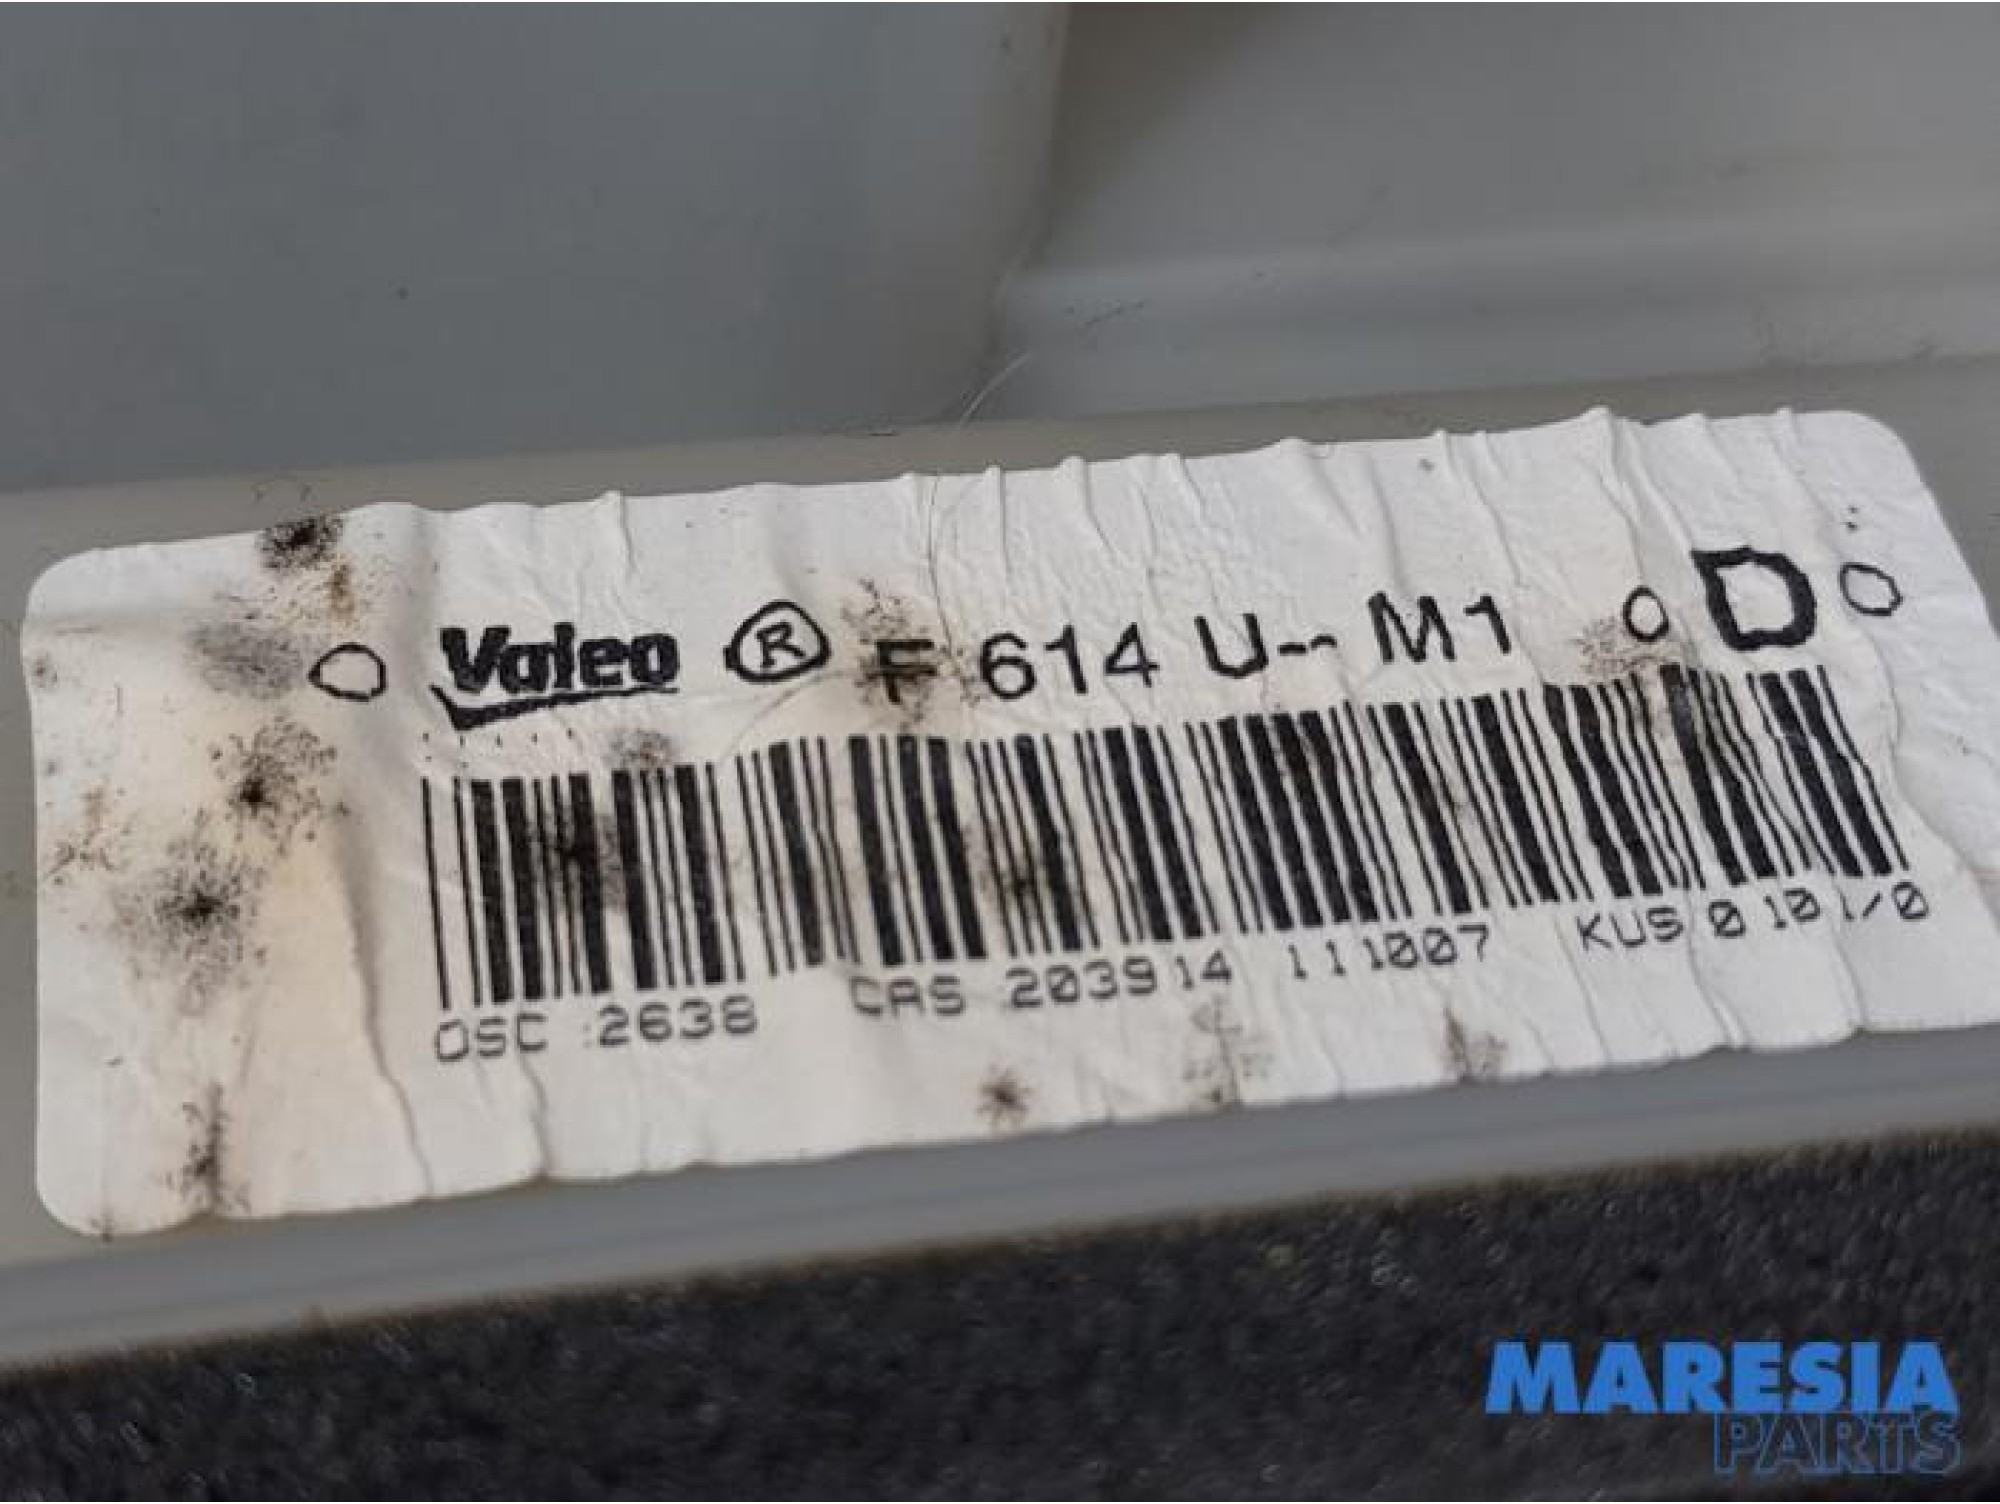 Valeo ® F 614 U-- M1 D
OSC :2638 CAS 203914 111007 KUS 0101/0
MARESIA
PARTS